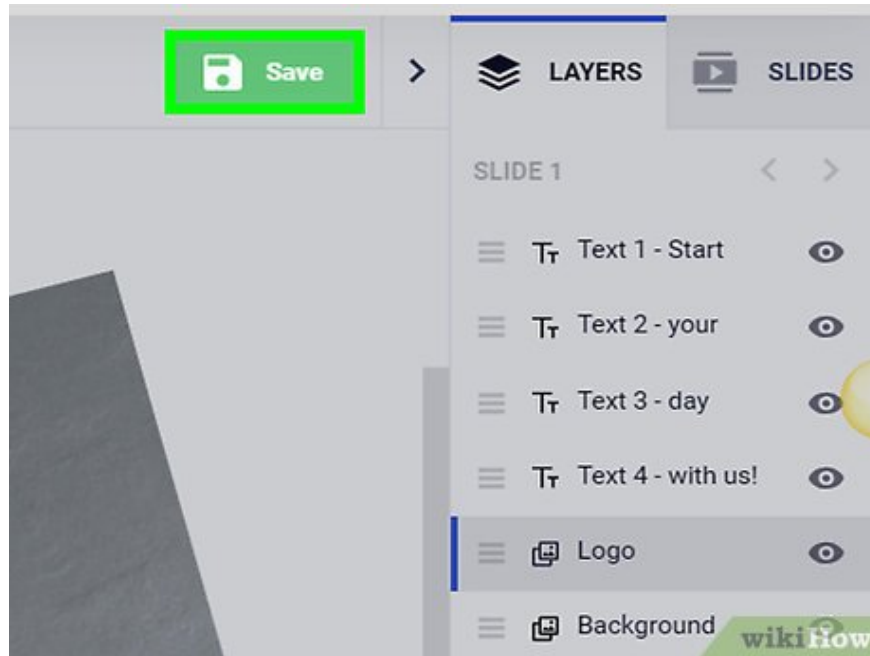 Save
LAYERS
SLIDES
SLIDE 1
Text 1 - Start
Text 2 - your
Text 3 - day
Text 4 - with us!
Logo
Background
wikiHow